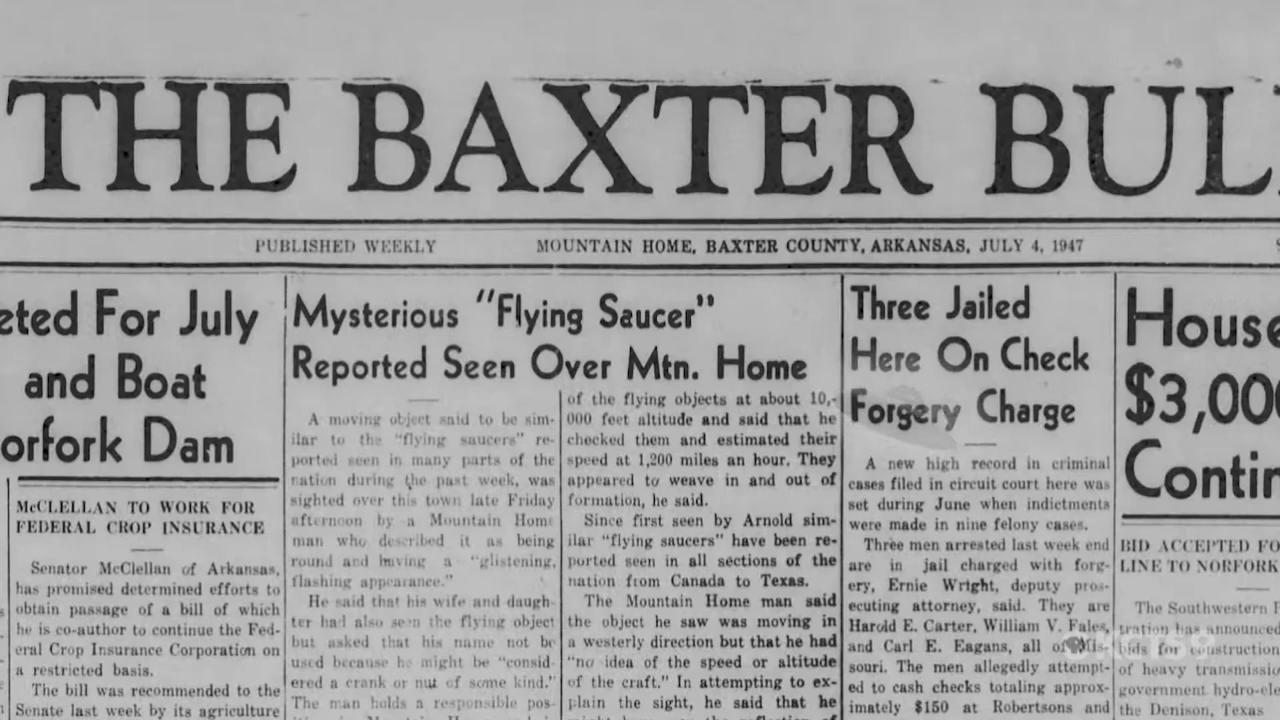 THE BAXTER BUL
PUBLISHED WEEKLY
MOUNTAIN HOME, BAXTER COUNTY, ARKANSAS, JULY 4, 1947
eted For July
and Boat
orfork Dam
McCLELLAN TO WORK FOR
FEDERAL CROP INSURANCE
Senator McClellan of Arkansas,
has promised determined efforts to
obtain passage of a bill of which
he is co-author to continue the Fed-
eral Crop Insurance Corporation on
a restricted basis.
The bill was recommended to the
Senate last week by its agriculture
Mysterious "Flying Saucer"
Reported Seen Over Mtn. Home
A moving object said to be sim-
ilar to the "flying saucers" re-
ported seen in many parts of the
nation during the past week, was
sighted over this town late Friday
afternoon by a Mountain Home
man who described it as being
round and having a "glistening,
flashing appearance."
He said that his wife and daugh-
ter had also seen the flying object
but asked that his name not be
used because he might be "consid-
ered a crank or nut of some kind."
The man holds a responsible pos-
of the flying objects at about 10,-
000 feet altitude and said that he
checked them and estimated their
speed at 1,200 miles an hour. They
appeared to weave in and out of
formation, he said.
Since first seen by Arnold sim-
ilar "flying saucers" have been re-
ported seen in all sections of the
nation from Canada to Texas.
The Mountain Home man said
the object he saw was moving in
a westerly direction but that he had
"no idea of the speed or altitude
of the craft." In attempting to ex-
plain the sight, he said that he
Three Jailed
Here On Check
Forgery Charge
A new high record in criminal
cases filed in circuit court here was
set during June when indictments
were made in nine felony cases.
Three men arrested last week end
are in jail charged with forg-
ery, Ernie Wright, deputy pros-
ecuting attorney, said. They are
Harold E. Carter, William V. Fales,
and Carl E. Eagans, all of Mis-
souri. The men allegedly attempt-
ed to cash checks totaling approx-
imately $150 at Robertsons and
House
$3,000
Contin
BID ACCEPTED FO
LINE TO NORFORK
The Southwestern P
tration has announced
bids for construction
of heavy transmissio
government hydro-ele
the Denison, Texas